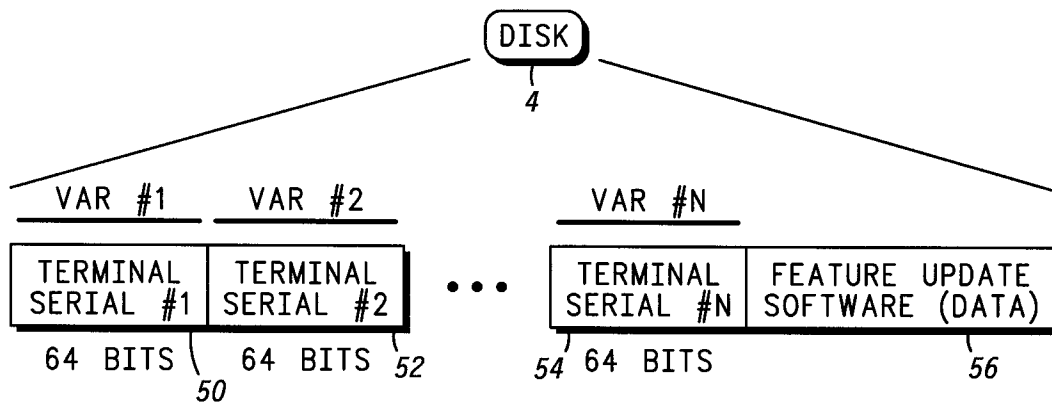 DISK
4
VAR #1 VAR #2 VAR #N
TERMINAL SERIAL #1 TERMINAL SERIAL #2 • • • TERMINAL SERIAL #N FEATURE UPDATE SOFTWARE (DATA)
64 BITS 50 64 BITS 52 54 64 BITS 56